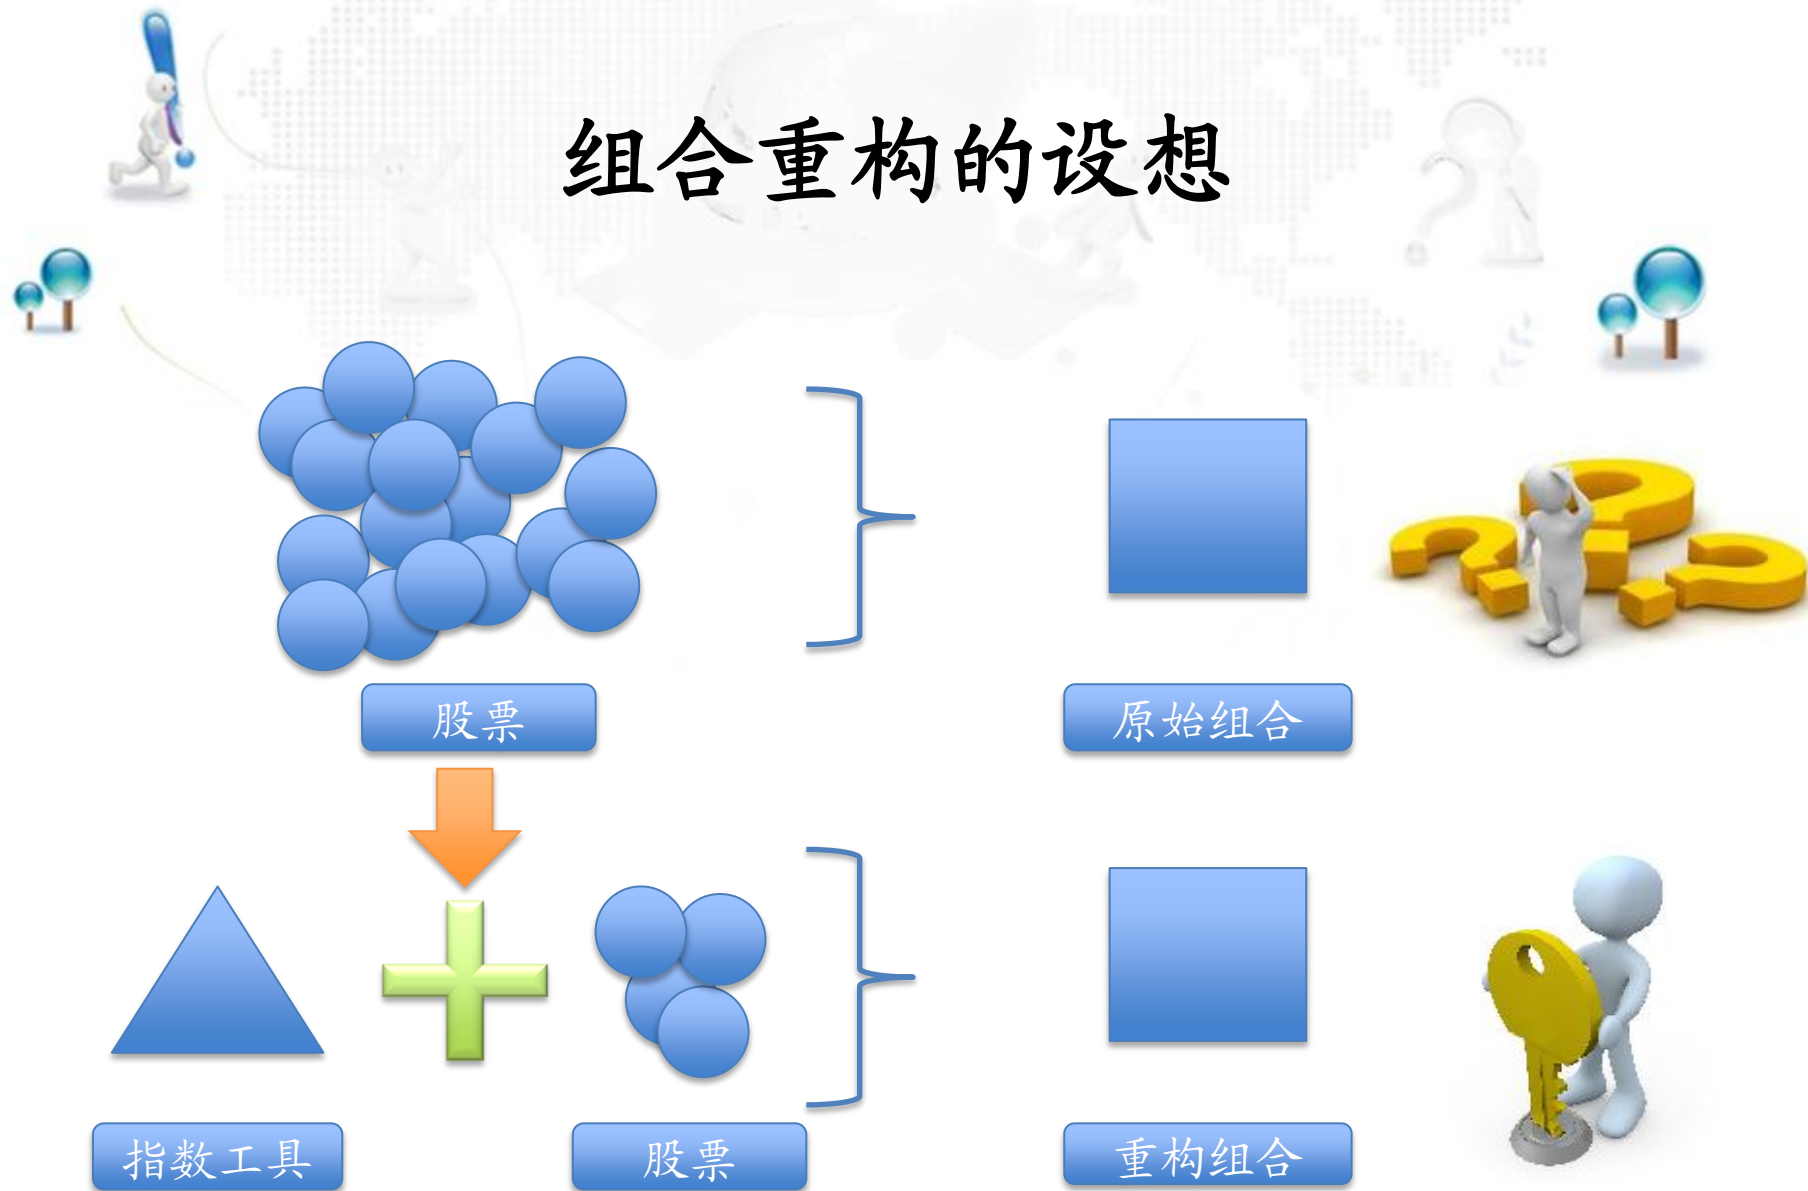 组合重构的设想
股票
原始组合
指数工具
股票
重构组合